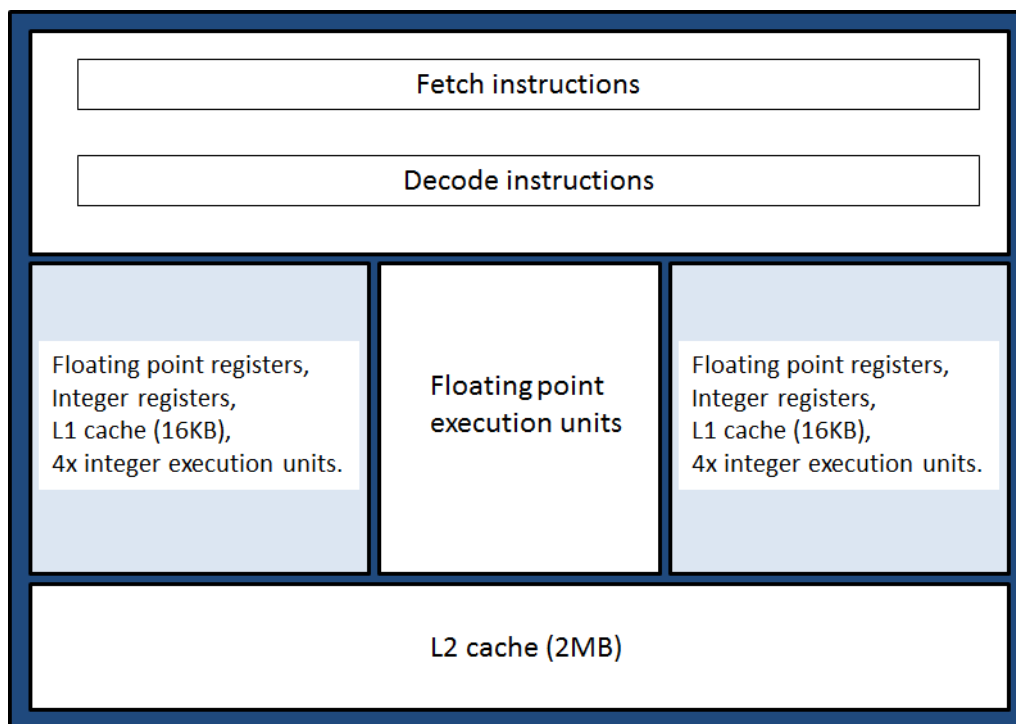 Fetch instructions
Decode instructions
Floating point registers,
Integer registers,
L1 cache (16KB),
4x integer execution units.
Floating point
execution units
Floating point registers,
Integer registers,
L1 cache (16KB),
4x integer execution units.
L2 cache (2MB)